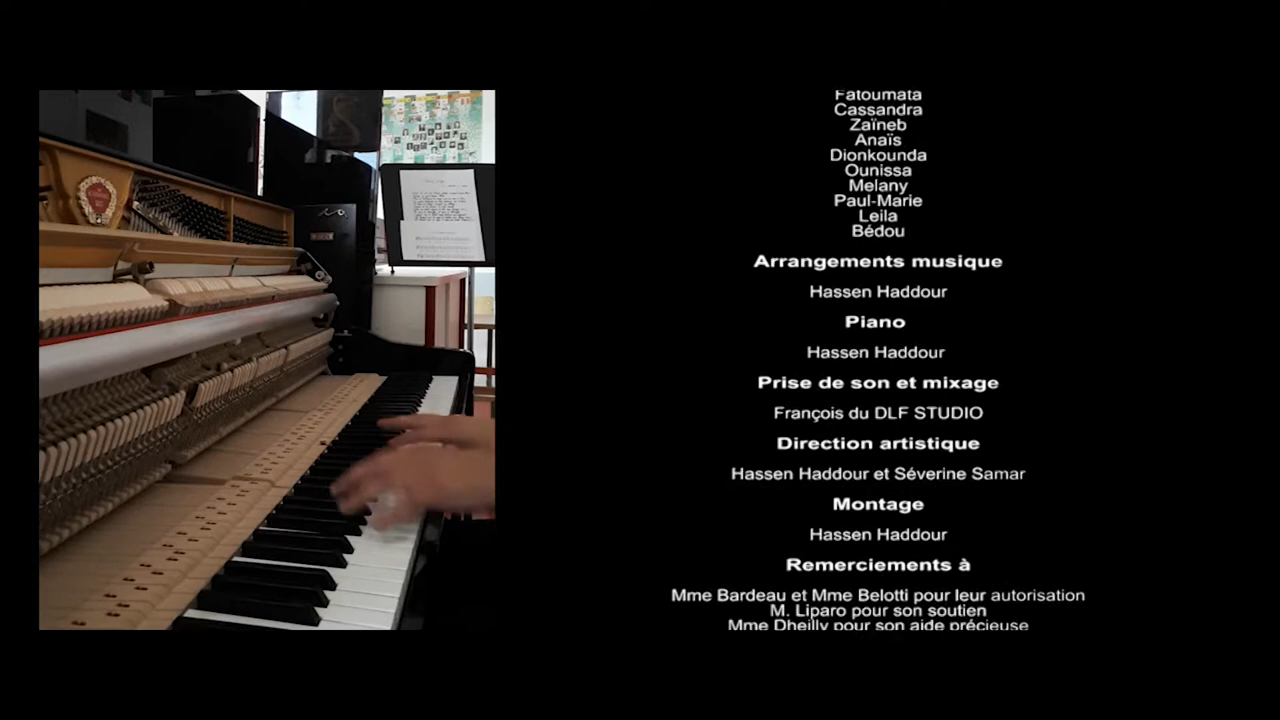 Fatoumata
Cassandra
Zaïneb
Anaïs
Dionkounda
Ounissa
Melany
Paul-Marie
Leila
Bédou
Arrangements musique
Hassen Haddour
Piano
Hassen Haddour
Prise de son et mixage
François du DLF STUDIO
Direction artistique
Hassen Haddour et Séverine Samar
Montage
Hassen Haddour
Remerciements à
Mme Bardeau et Mme Belotti pour leur autorisation
M. Liparo pour son soutien
Mme Dheilly pour son aide précieuse